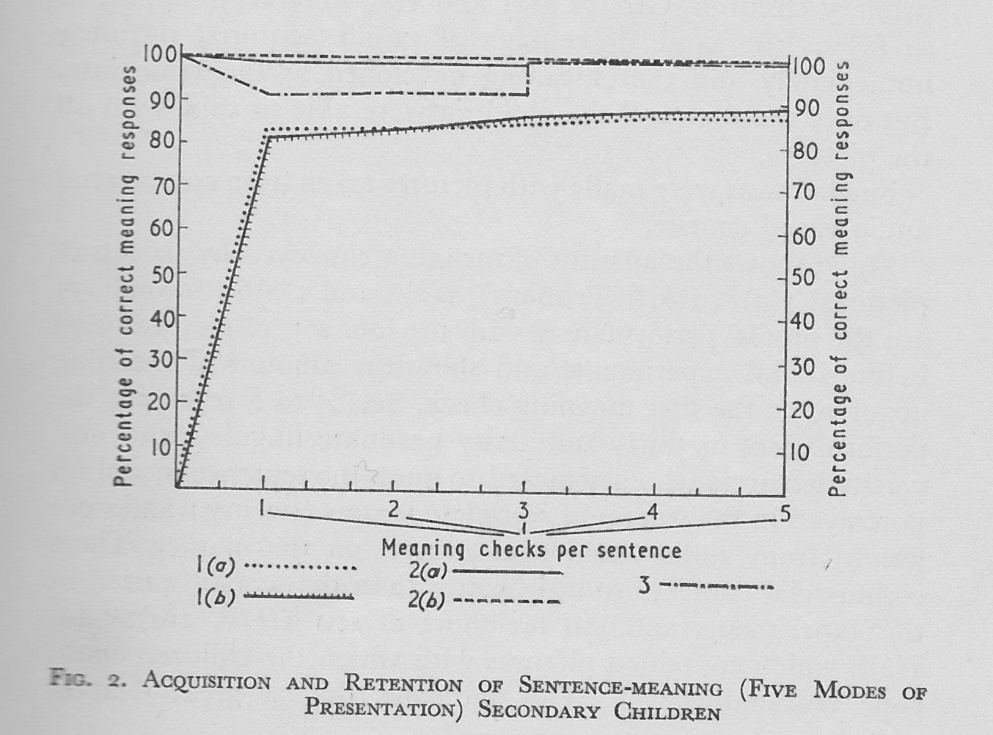 Percentage of correct meaning responses
100
90
80
70
60
50
40
30
20
10
100
90
80
70
60
50
40
30
20
10
Percentage of correct meaning responses
1 2 3 4 5
Meaning checks per sentence
1(a) 2(a) 3
1(b) 2(b)
FIG. 2. ACQUISITION AND RETENTION OF SENTENCE-MEANING (FIVE MODES OF
PRESENTATION) SECONDARY CHILDREN